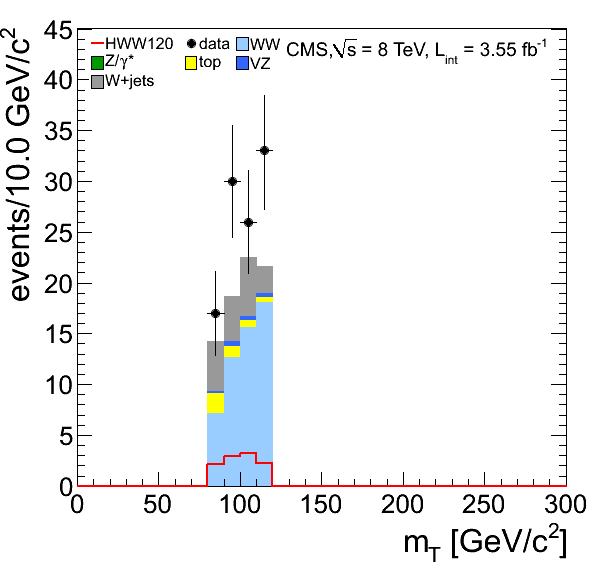 events/10.0 GeV/c²
45
40
35
30
25
20
15
10
5
0
HWW120
data
WW
Z/γ*
top
VZ
W+jets
CMS,√s = 8 TeV, L_int = 3.55 fb⁻¹
0 50 100 150 200 250 300
m_T [GeV/c²]